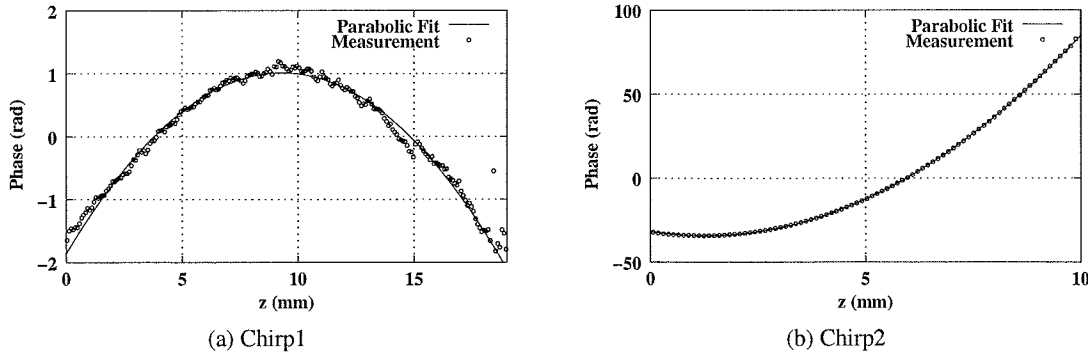 2
1
0
-1
-2
Phase (rad)
Parabolic Fit
Measurement
0
5
10
15
z (mm)
(a) Chirp1
100
50
0
-50
Phase (rad)
Parabolic Fit
Measurement
0
5
10
z (mm)
(b) Chirp2